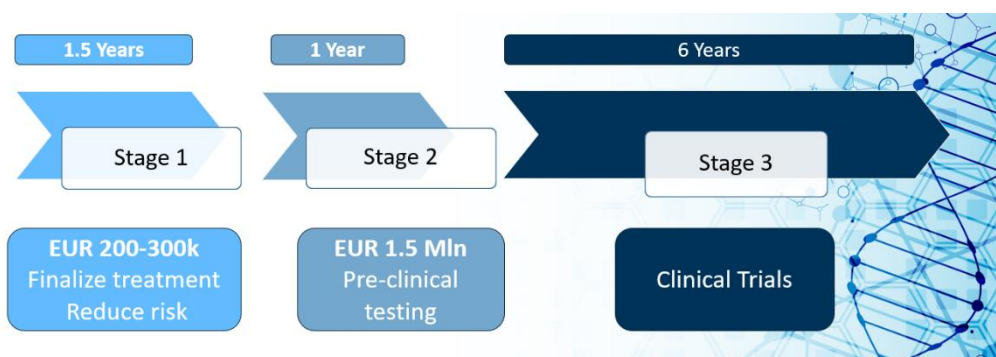 1.5 Years
1 Year
6 Years
Stage 1
Stage 2
Stage 3
EUR 200-300k
Finalize treatment
Reduce risk
EUR 1.5 Mln
Pre-clinical
testing
Clinical Trials